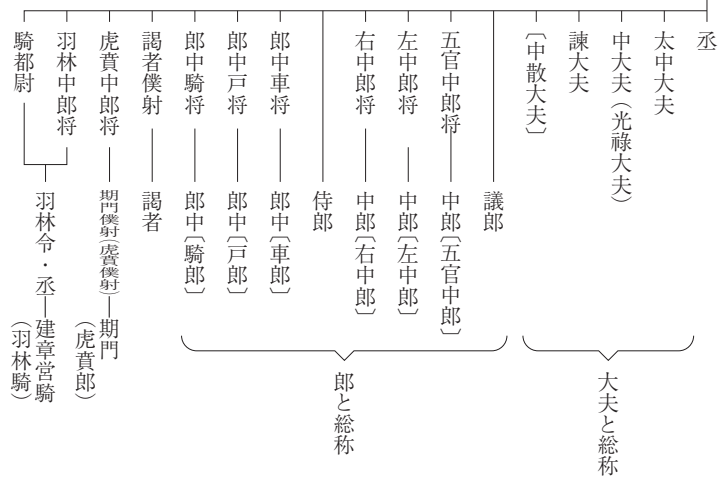 丞
太中大夫
中大夫(光祿大夫)
諫大夫
〔中散大夫〕
大夫と総称
議郎
五官中郎将
中郎〔五官中郎〕
左中郎将
中郎〔左中郎〕
右中郎将
中郎〔右中郎〕
侍郎
郎中車将
郎中〔車郎〕
郎中戸将
郎中〔戸郎〕
郎中騎将
郎中〔騎郎〕
郎と総称
謁者僕射
謁者
虎賁中郎将
期門僕射(虎賁僕射)
期門
(虎賁郎)
羽林中郎将
騎都尉
羽林令・丞
建章営騎
(羽林騎)